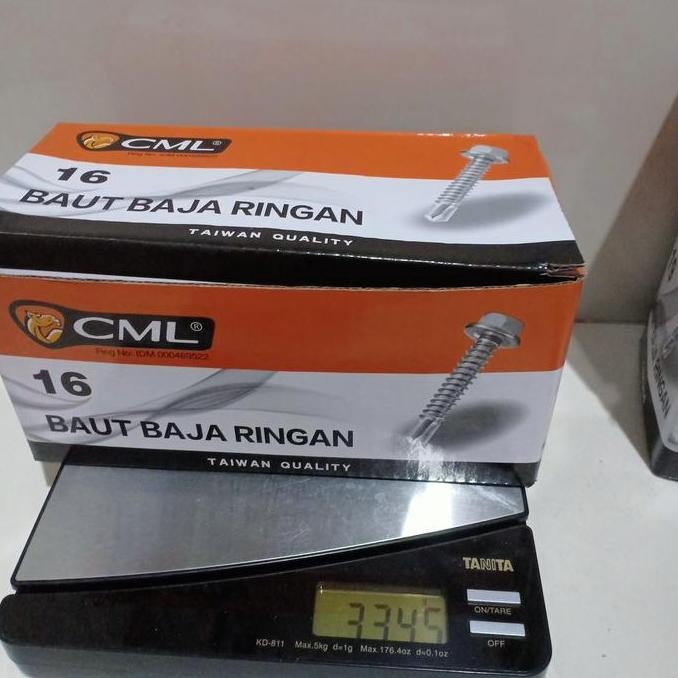 CML®
16
BAUT BAJA RINGAN
TAIWAN QUALITY
CML®
Reg No. IDM 000469522
16
BAUT BAJA RINGAN
TAIWAN QUALITY
TANITA
3345
ON/TARE
OFF
KD-811 Max.5kg d=1g Max.176.4oz d=0.1oz